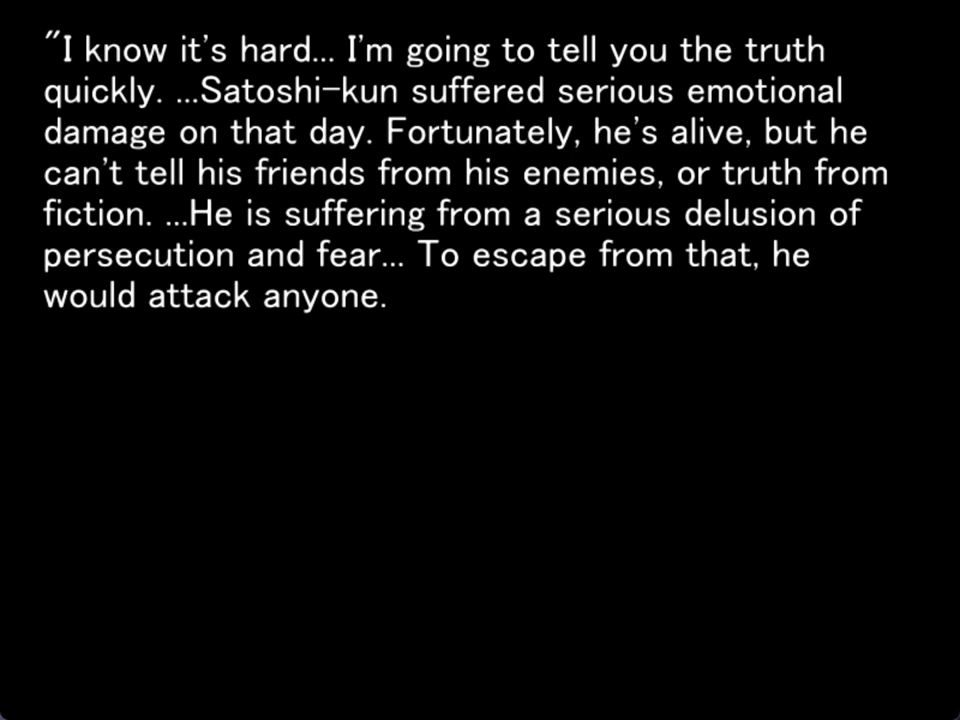 "I know it's hard... I'm going to tell you the truth
quickly. ...Satoshi-kun suffered serious emotional
damage on that day. Fortunately, he's alive, but he
can't tell his friends from his enemies, or truth from
fiction. ...He is suffering from a serious delusion of
persecution and fear... To escape from that, he
would attack anyone.